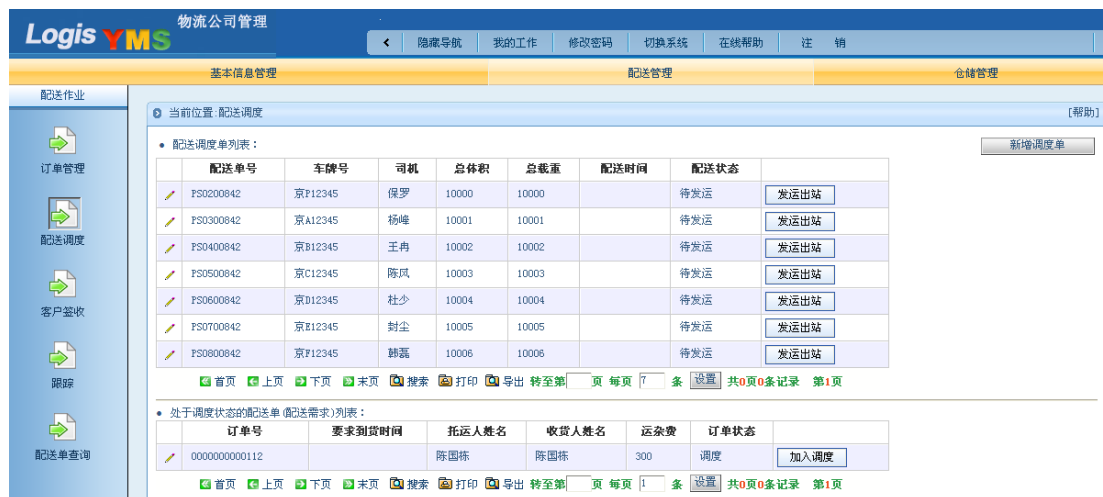 Logis YMS 物流公司管理
隐藏导航 我的工作 修改密码 切换系统 在线帮助 注 销
基本信息管理 配送管理 仓储管理
配送作业
当前位置:配送调度 [帮助]
配送调度单列表： 新增调度单
配送单号 车牌号 司机 总体积 总载重 配送时间 配送状态
PS0200842 京P12345 保罗 10000 10000 待发运 发运出站
PS0300842 京A12345 杨峰 10001 10001 待发运 发运出站
PS0400842 京B12345 王冉 10002 10002 待发运 发运出站
PS0500842 京C12345 陈风 10003 10003 待发运 发运出站
PS0600842 京D12345 杜少 10004 10004 待发运 发运出站
PS0700842 京E12345 封尘 10005 10005 待发运 发运出站
PS0800842 京F12345 韩磊 10006 10006 待发运 发运出站
首页 上页 下页 末页 搜索 打印 导出 转至第 页 每页 7 条 设置 共0页0条记录 第1页
处于调度状态的配送单(配送需求)列表：
订单号 要求到货时间 托运人姓名 收货人姓名 运杂费 订单状态
0000000000112 陈国栋 陈国栋 300 调度 加入调度
首页 上页 下页 末页 搜索 打印 导出 转至第 页 每页 1 条 设置 共0页0条记录 第1页
订单管理
配送调度
客户签收
跟踪
配送单查询